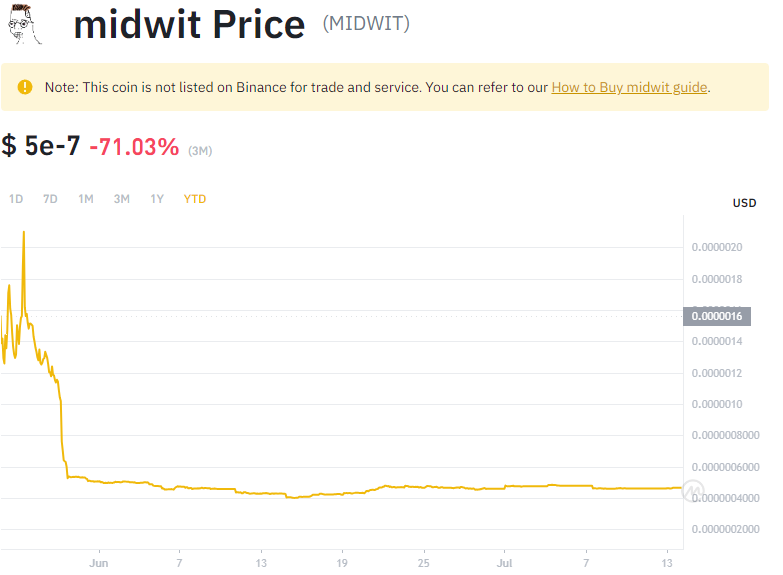 midwit Price (MIDWIT)
Note: This coin is not listed on Binance for trade and service. You can refer to our How to Buy midwit guide.
$ 5e-7 -71.03% (3M)
1D 7D 1M 3M 1Y YTD
USD
0.0000020
0.0000018
0.0000016
0.0000014
0.0000012
0.0000010
0.0000008000
0.0000006000
0.0000004000
0.0000002000
Jun 7 13 19 25 Jul 7 13